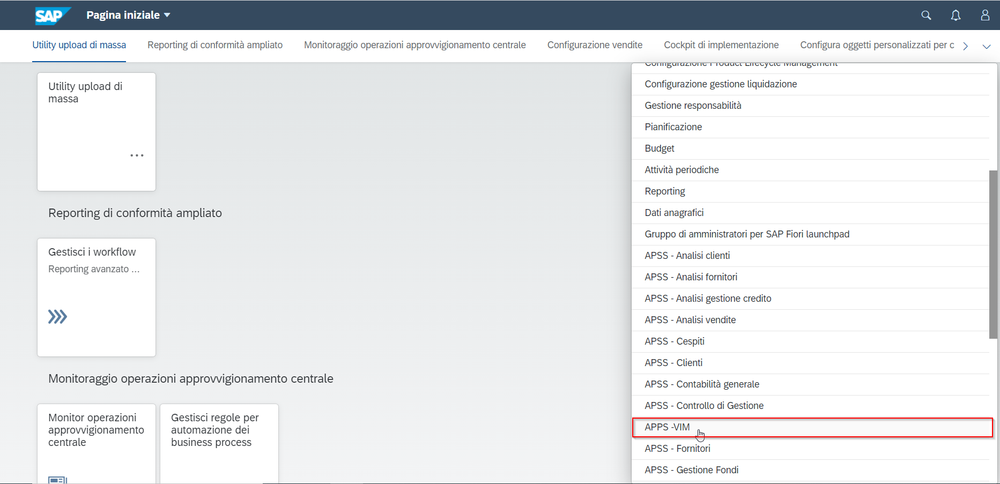 SAP Pagina iniziale
Utility upload di massa Reporting di conformità ampliato Monitoraggio operazioni approvvigionamento centrale Configurazione vendite Cockpit di implementazione Configura oggetti personalizzati per c
Utility upload di
massa
...
Reporting di conformità ampliato
Gestisci i workflow
Reporting avanzato ...
Monitoraggio operazioni approvvigionamento centrale
Monitor operazioni
approvvigionamento
centrale
Gestisci regole per
automazione dei
business process
Configurazione Product Lifecycle Management
Configurazione gestione liquidazione
Gestione responsabilità
Pianificazione
Budget
Attività periodiche
Reporting
Dati anagrafici
Gruppo di amministratori per SAP Fiori launchpad
APSS - Analisi clienti
APSS - Analisi fornitori
APSS - Analisi gestione credito
APSS - Analisi vendite
APSS - Cespiti
APSS - Clienti
APSS - Contabilità generale
APSS - Controllo di Gestione
APPS -VIM
APSS - Fornitori
APSS - Gestione Fondi